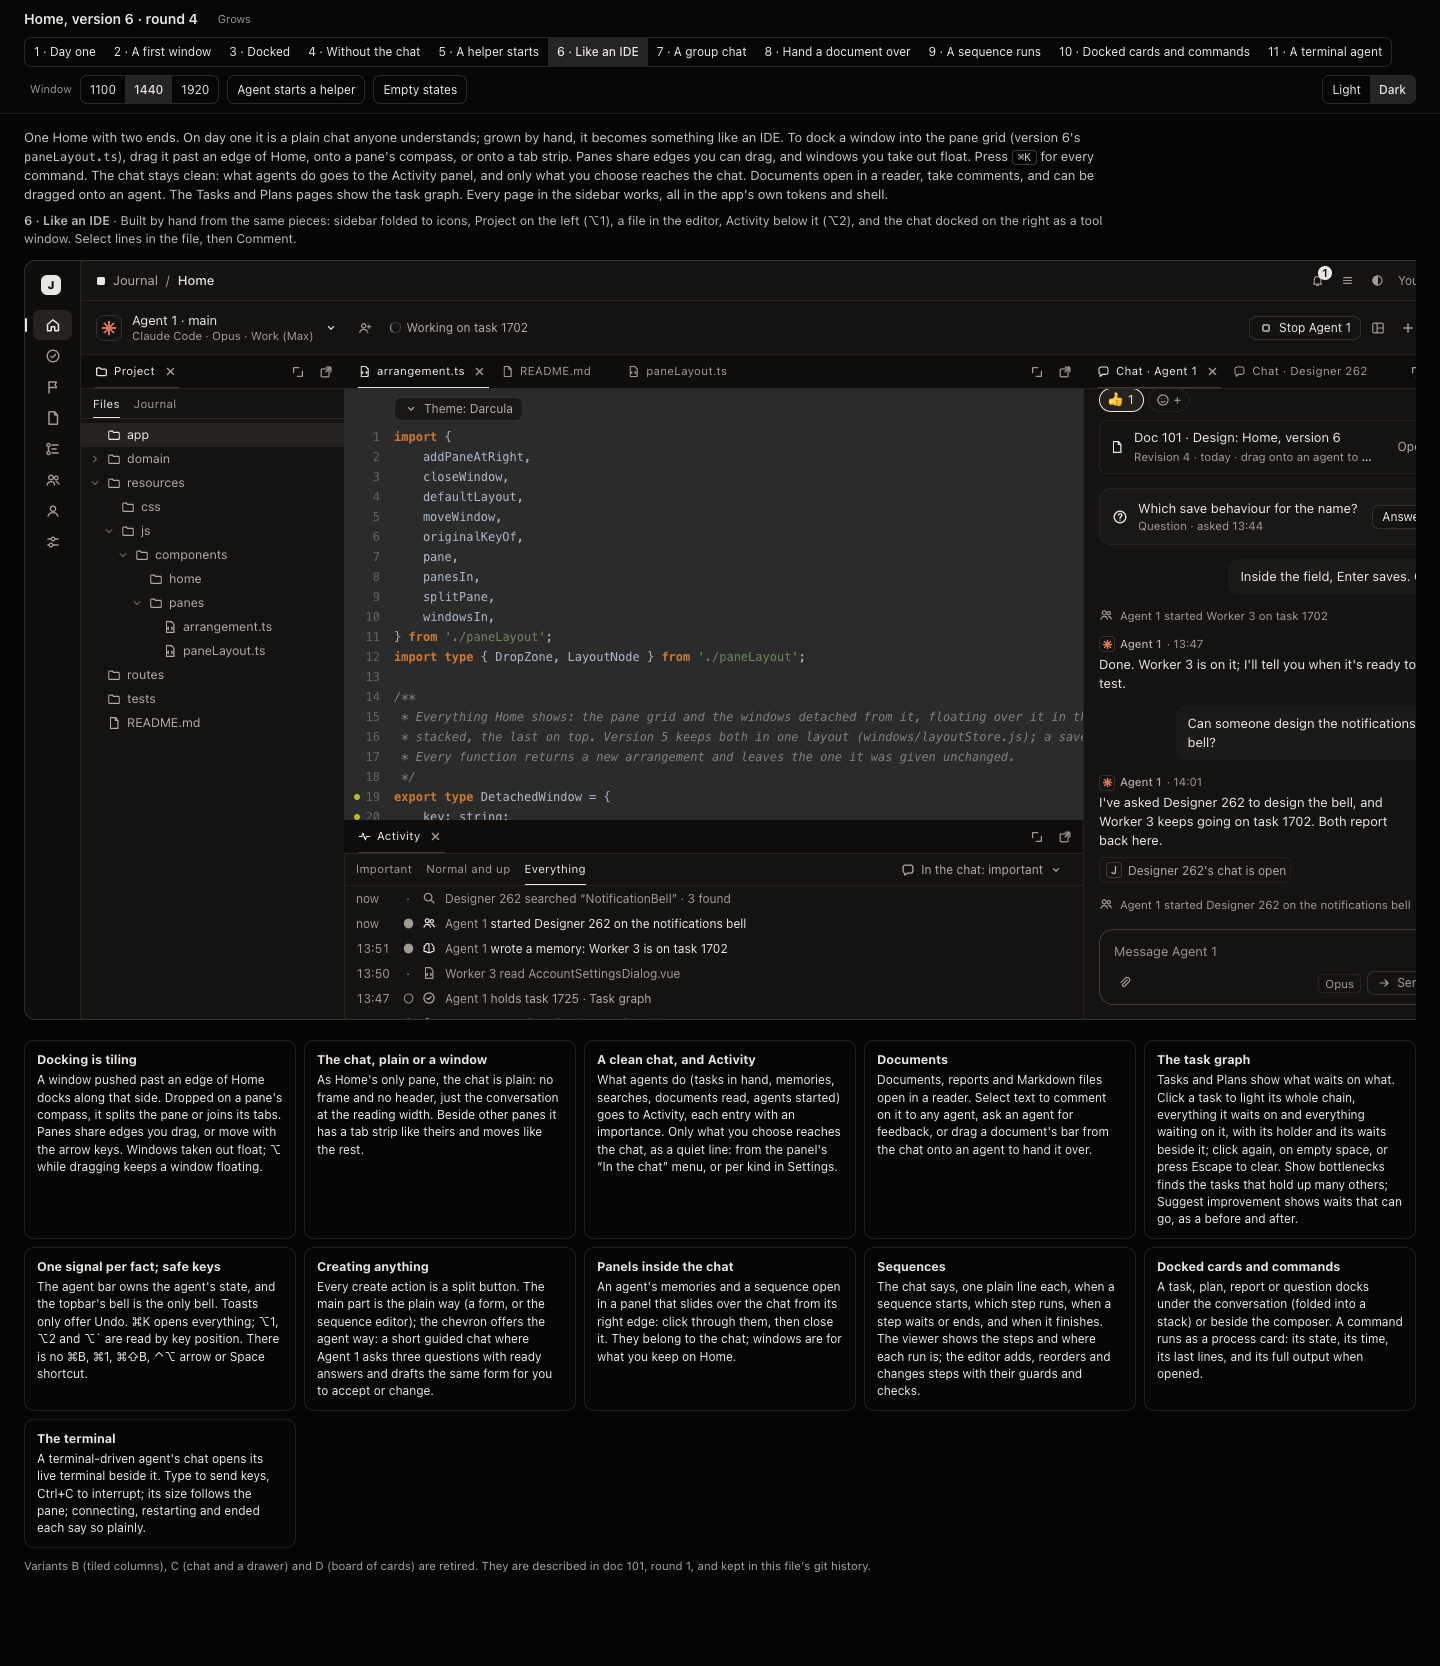 Home, version 6 · round 4 Grows
1 · Day one 2 · A first window 3 · Docked 4 · Without the chat 5 · A helper starts 6 · Like an IDE 7 · A group chat 8 · Hand a document over 9 · A sequence runs 10 · Docked cards and commands 11 · A terminal agent
Window 1100 1440 1920 Agent starts a helper Empty states Light Dark
One Home with two ends. On day one it is a plain chat anyone understands; grown by hand, it becomes something like an IDE. To dock a window into the pane grid (version 6's
paneLayout.ts), drag it past an edge of Home, onto a pane's compass, or onto a tab strip. Panes share edges you can drag, and windows you take out float. Press ⌘K for every
command. The chat stays clean: what agents do goes to the Activity panel, and only what you choose reaches the chat. Documents open in a reader, take comments, and can be
dragged onto an agent. The Tasks and Plans pages show the task graph. Every page in the sidebar works, all in the app's own tokens and shell.
6 · Like an IDE · Built by hand from the same pieces: sidebar folded to icons, Project on the left (⌥1), a file in the editor, Activity below it (⌥2), and the chat docked on the right as a tool
window. Select lines in the file, then Comment.
J
Journal / Home
1
You
Agent 1 · main
Claude Code · Opus · Work (Max)
Working on task 1702
Stop Agent 1
Project
Files Journal
app
domain
resources
css
js
components
home
panes
arrangement.ts
paneLayout.ts
routes
tests
README.md
arrangement.ts README.md paneLayout.ts
Theme: Darcula
1 import {
2 addPaneAtRight,
3 closeWindow,
4 defaultLayout,
5 moveWindow,
6 originalKeyOf,
7 pane,
8 panesIn,
9 splitPane,
10 windowsIn,
11 } from './paneLayout';
12 import type { DropZone, LayoutNode } from './paneLayout';
13
14 /**
15 * Everything Home shows: the pane grid and the windows detached from it, floating over it in th
16 * stacked, the last on top. Version 5 keeps both in one layout (windows/layoutStore.js); a save
17 * Every function returns a new arrangement and leaves the one it was given unchanged.
18 */
19 export type DetachedWindow = {
20 key: string;
Activity
Important Normal and up Everything In the chat: important
now · Designer 262 searched “NotificationBell” · 3 found
now Agent 1 started Designer 262 on the notifications bell
13:51 Agent 1 wrote a memory: Worker 3 is on task 1702
13:50 · Worker 3 read AccountSettingsDialog.vue
13:47 Agent 1 holds task 1725 · Task graph
Chat · Agent 1 Chat · Designer 262
👍 1 +
Doc 101 · Design: Home, version 6
Revision 4 · today · drag onto an agent to ...
Ope
Which save behaviour for the name?
Question · asked 13:44
Answe
Inside the field, Enter saves.
Agent 1 started Worker 3 on task 1702
Agent 1 · 13:47
Done. Worker 3 is on it; I'll tell you when it's ready to
test.
Can someone design the notifications
bell?
Agent 1 · 14:01
I've asked Designer 262 to design the bell, and
Worker 3 keeps going on task 1702. Both report
back here.
J Designer 262's chat is open
Agent 1 started Designer 262 on the notifications bell
Message Agent 1
Opus Sen
Docking is tiling
A window pushed past an edge of Home
docks along that side. Dropped on a pane's
compass, it splits the pane or joins its tabs.
Panes share edges you drag, or move with
the arrow keys. Windows taken out float; ⌥
while dragging keeps a window floating.
The chat, plain or a window
As Home's only pane, the chat is plain: no
frame and no header, just the conversation
at the reading width. Beside other panes it
has a tab strip like theirs and moves like
the rest.
A clean chat, and Activity
What agents do (tasks in hand, memories,
searches, documents read, agents started)
goes to Activity, each entry with an
importance. Only what you choose reaches
the chat, as a quiet line: from the panel's
“In the chat” menu, or per kind in Settings.
Documents
Documents, reports and Markdown files
open in a reader. Select text to comment
on it to any agent, ask an agent for
feedback, or drag a document's bar from
the chat onto an agent to hand it over.
The task graph
Tasks and Plans show what waits on what.
Click a task to light its whole chain,
everything it waits on and everything
waiting on it, with its holder and its waits
beside it; click again, on empty space, or
press Escape to clear. Show bottlenecks
finds the tasks that hold up many others;
Suggest improvement shows waits that can
go, as a before and after.
One signal per fact; safe keys
The agent bar owns the agent's state, and
the topbar's bell is the only bell. Toasts
only offer Undo. ⌘K opens everything; ⌥1,
⌥2 and ⌥` are read by key position. There
is no ⌘B, ⌘1, ⌘⇧B, ^⌥ arrow or Space
shortcut.
Creating anything
Every create action is a split button. The
main part is the plain way (a form, or the
sequence editor); the chevron offers the
agent way: a short guided chat where
Agent 1 asks three questions with ready
answers and drafts the same form for you
to accept or change.
Panels inside the chat
An agent's memories and a sequence open
in a panel that slides over the chat from its
right edge: click through them, then close
it. They belong to the chat; windows are for
what you keep on Home.
Sequences
The chat says, one plain line each, when a
sequence starts, which step runs, when a
step waits or ends, and when it finishes.
The viewer shows the steps and where
each run is; the editor adds, reorders and
changes steps with their guards and
checks.
Docked cards and commands
A task, plan, report or question docks
under the conversation (folded into a
stack) or beside the composer. A command
runs as a process card: its state, its time,
its last lines, and its full output when
opened.
The terminal
A terminal-driven agent's chat opens its
live terminal beside it. Type to send keys,
Ctrl+C to interrupt; its size follows the
pane; connecting, restarting and ended
each say so plainly.
Variants B (tiled columns), C (chat and a drawer) and D (board of cards) are retired. They are described in doc 101, round 1, and kept in this file's git history.